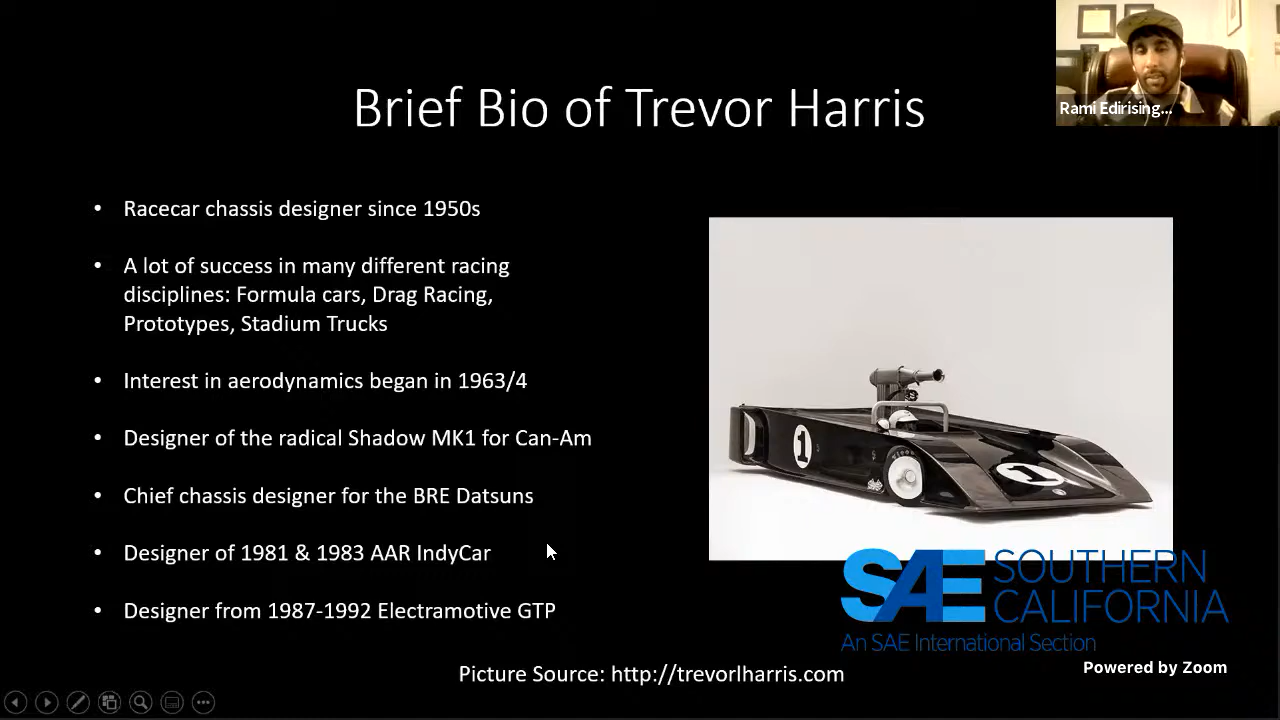 Brief Bio of Trevor Harris
Rami Edirising...
• Racecar chassis designer since 1950s
• A lot of success in many different racing
disciplines: Formula cars, Drag Racing,
Prototypes, Stadium Trucks
• Interest in aerodynamics began in 1963/4
• Designer of the radical Shadow MK1 for Can-Am
• Chief chassis designer for the BRE Datsuns
• Designer of 1981 & 1983 AAR IndyCar
• Designer from 1987-1992 Electramotive GTP
1
1
SAE SOUTHERN
CALIFORNIA
An SAE International Section
Powered by Zoom
Picture Source: http://trevorlharris.com